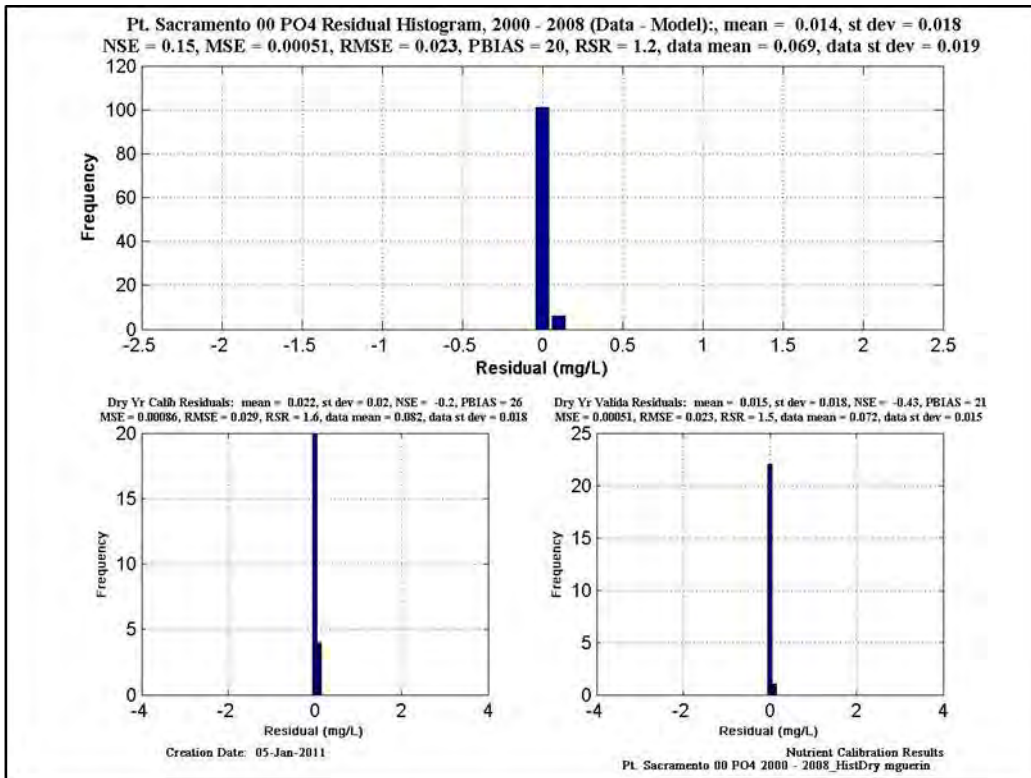 Pt. Sacramento 00 PO4 Residual Histogram, 2000 - 2008 (Data - Model):, mean = 0.014, st dev = 0.018
NSE = 0.15, MSE = 0.00051, RMSE = 0.023, PBIAS = 20, RSR = 1.2, data mean = 0.069, data st dev = 0.019
120
100
80
60
40
20
0
Frequency
-2.5 -2 -1.5 -1 -0.5 0 0.5 1 1.5 2 2.5
Residual (mg/L)
Dry Yr Calib Residuals: mean = 0.022, st dev = 0.02, NSE = -0.2, PBIAS = 26
MSE = 0.00086, RMSE = 0.029, RSR = 1.6, data mean = 0.082, data st dev = 0.018
20
15
10
5
0
Frequency
-4 -2 0 2 4
Residual (mg/L)
Dry Yr Valida Residuals: mean = 0.015, st dev = 0.018, NSE = -0.43, PBIAS = 21
MSE = 0.00051, RMSE = 0.023, RSR = 1.5, data mean = 0.072, data st dev = 0.015
25
20
15
10
5
0
Frequency
-4 -2 0 2 4
Residual (mg/L)
Creation Date: 05-Jan-2011
Nutrient Calibration Results
Pt. Sacramento 00 PO4 2000 - 2008_HistDry mguerin